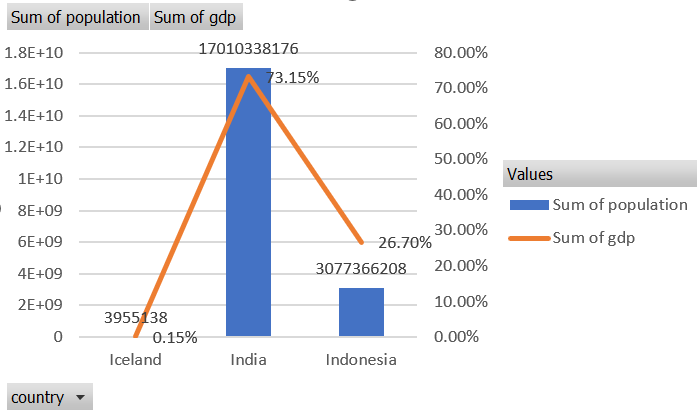 Sum of population Sum of gdp
1.8E+10 17010338176 80.00%
1.6E+10 73.15% 70.00%
1.4E+10 60.00%
1.2E+10 50.00%
1E+10 40.00%
8E+09 30.00%
6E+09 26.70%
4E+09 3077366208 20.00%
2E+09 3955138 10.00%
0 0.15% 0.00%
Iceland India Indonesia
Values
Sum of population
Sum of gdp
country